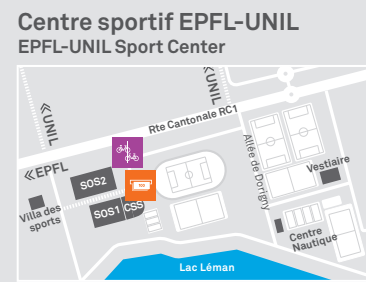 Centre sportif EPFL-UNIL
EPFL-UNIL Sport Center
«UNIL
«UNIL
Rte Cantonale RC1
«EPFL
SOS2
Allée de Dorigny
Vestiaire
Villa des
sports
SOS1
CSS
Centre
Nautique
Lac Léman